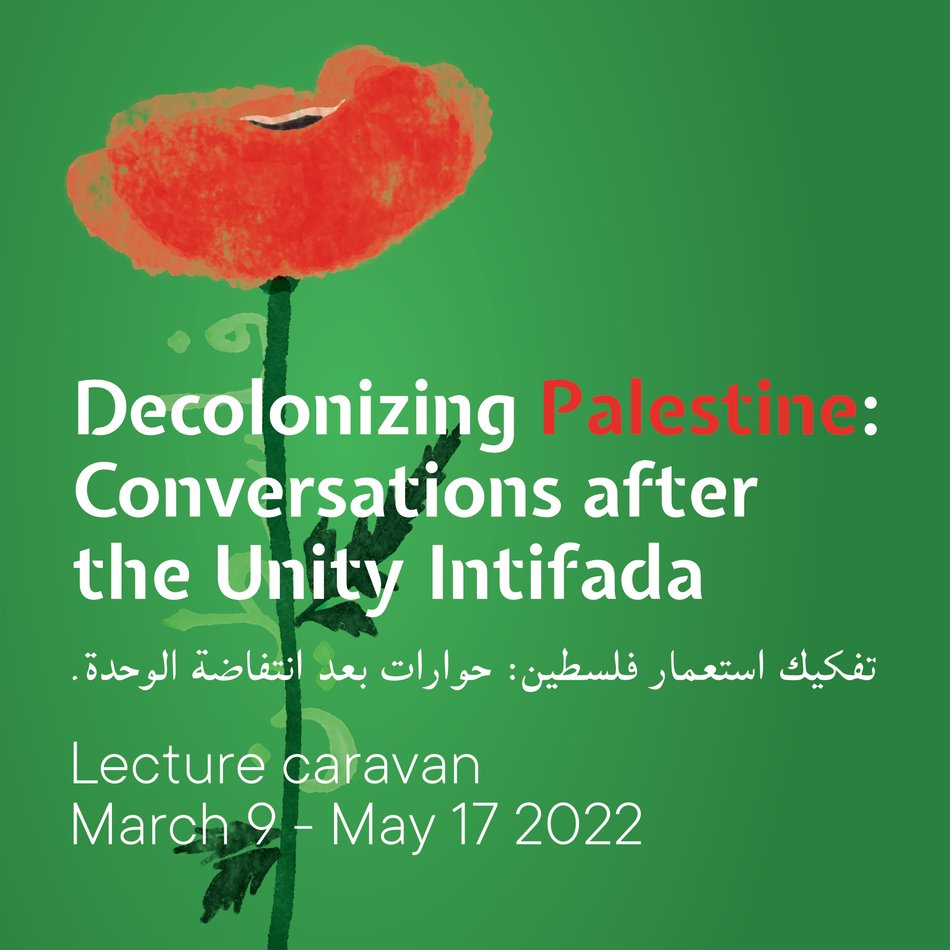 Decolonizing Palestine:
Conversations after
the Unity Intifada
تفكيك استعمار فلسطين: حوارات بعد انتفاضة الوحدة.
Lecture caravan
March 9 – May 17 2022